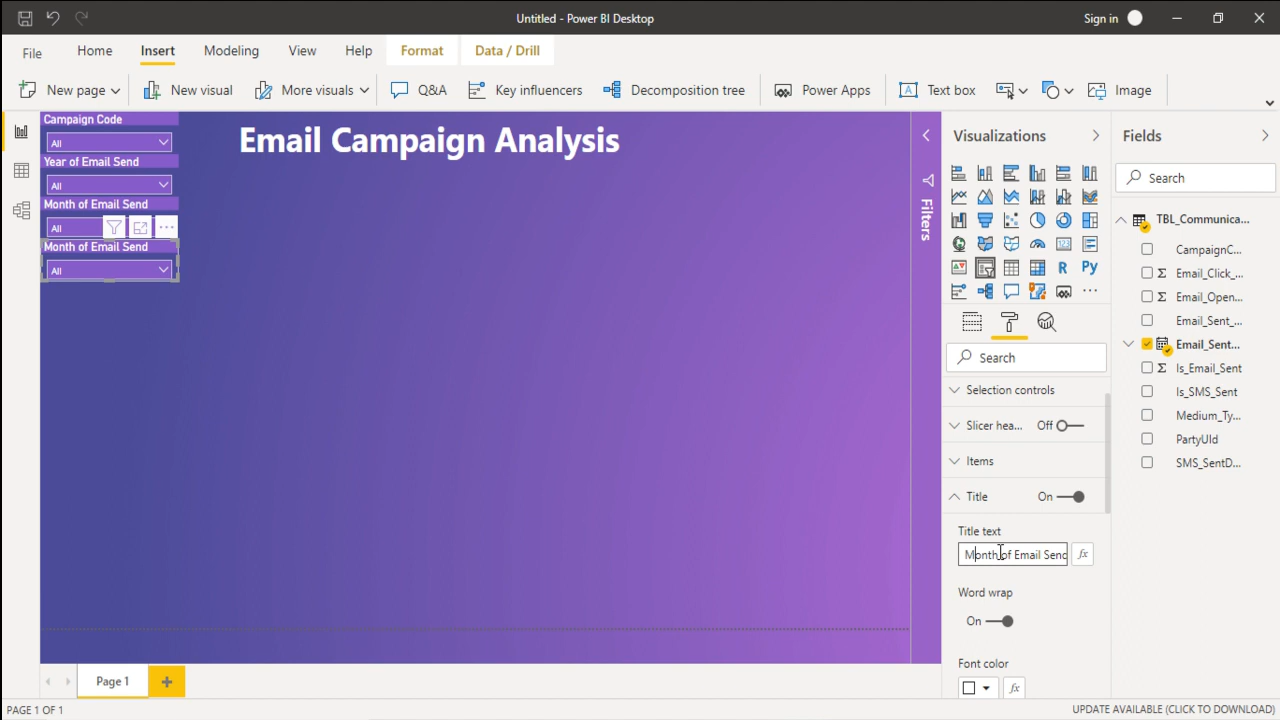 Untitled - Power BI Desktop
Sign in
File
Home
Insert
Modeling
View
Help
Format
Data / Drill
New page
New visual
More visuals
Q&A
Key influencers
Decomposition tree
Power Apps
Text box
Image
Campaign Code
All
Year of Email Send
All
Month of Email Send
All
Month of Email Send
All
Email Campaign Analysis
Filters
Visualizations
R
Py
Search
Selection controls
Slicer hea...
Off
Items
Title
On
Title text
Month of Email Send
fx
Word wrap
On
Font color
fx
Fields
Search
TBL_Communica...
CampaignC...
Email_Click_...
Email_Open...
Email_Sent_...
Email_Sent...
Is_Email_Sent
Is_SMS_Sent
Medium_Ty...
PartyUId
SMS_SentD...
Page 1
PAGE 1 OF 1
UPDATE AVAILABLE (CLICK TO DOWNLOAD)